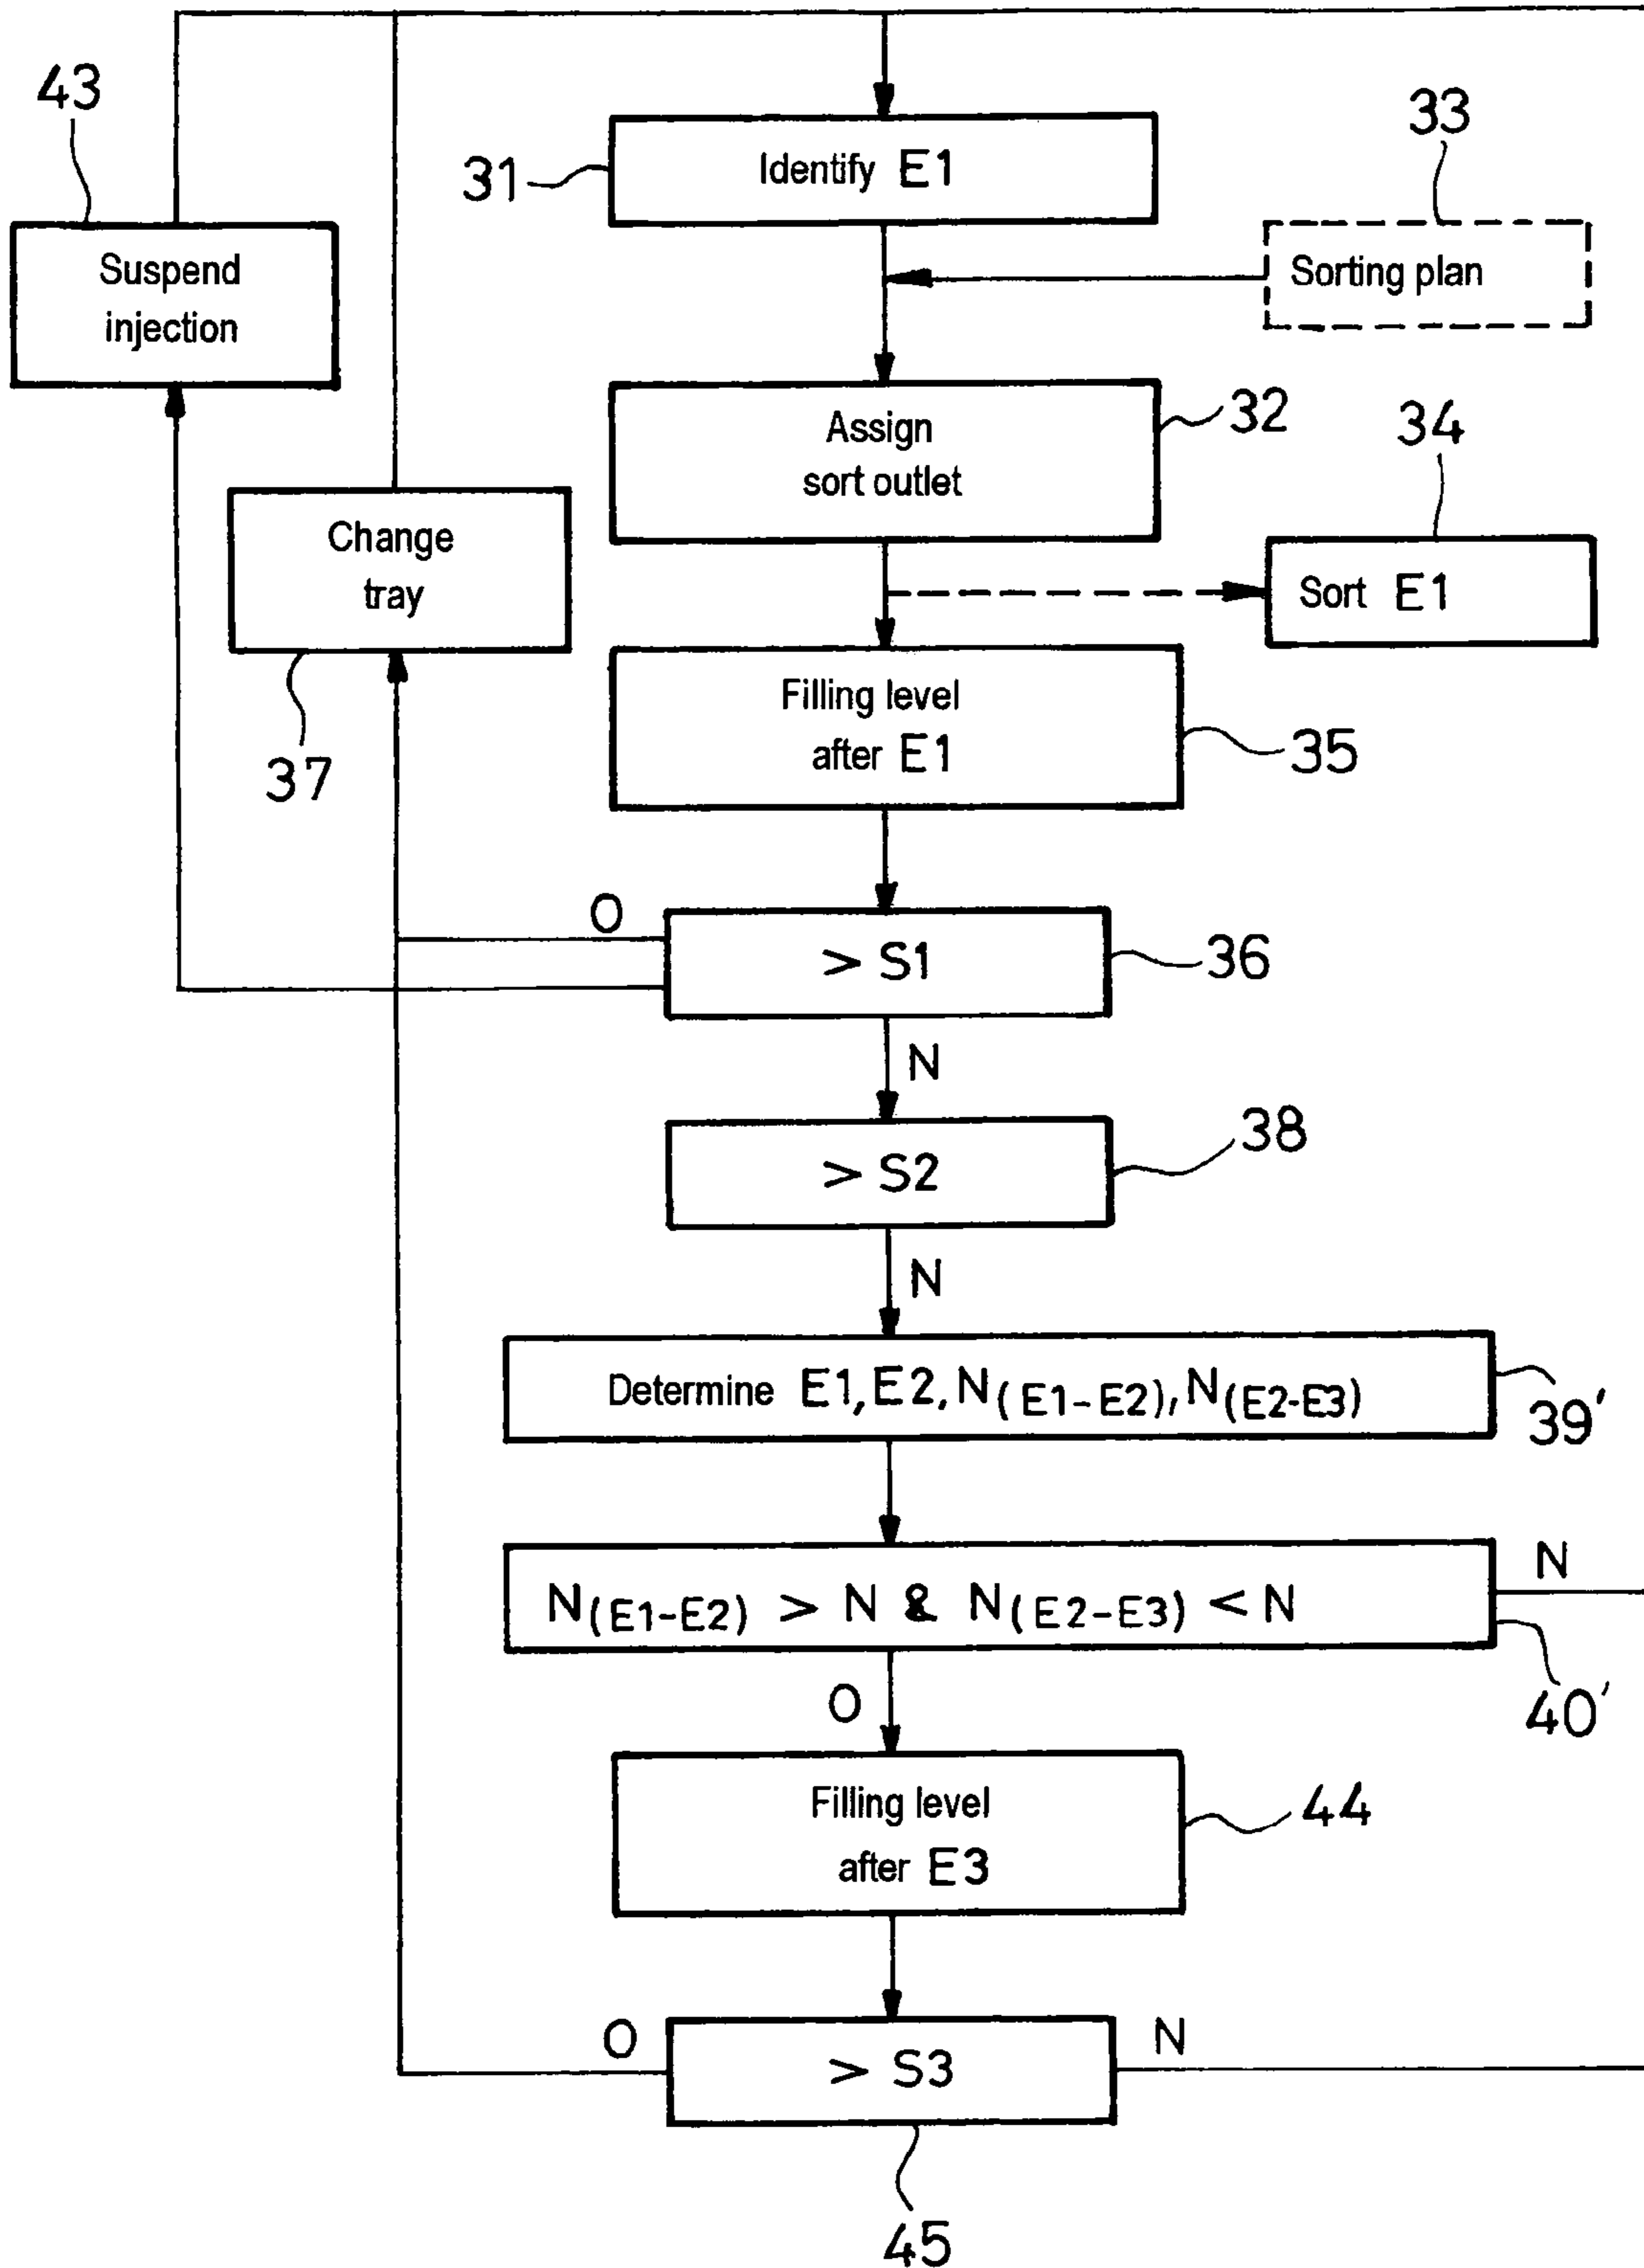 43
31
Identify E1
33
Sorting plan
Suspend
injection
Assign
sort outlet
32
34
Change
tray
Sort E1
37
Filling level
after E1
35
O
> S1
36
N
> S2
38
N
Determine E1, E2, N(E1-E2), N(E2-E3)
39'
N(E1-E2) > N & N(E2-E3) < N
N
40'
O
Filling level
after E3
44
O
> S3
N
45